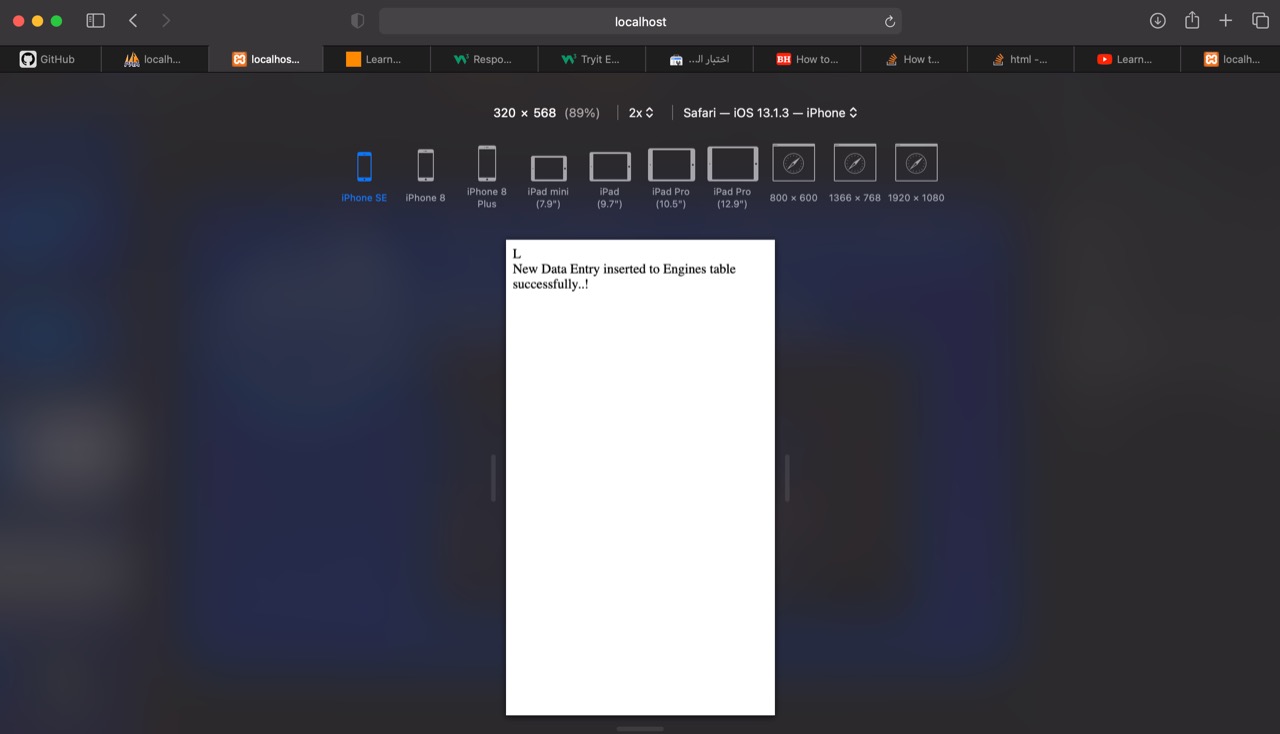 localhost
GitHub
localh...
localhos...
Learn...
Respo...
Tryit E...
اختبار ال...
BH How to...
How t...
html -...
Learn...
localh...
320 × 568 (89%) 2x Safari — iOS 13.1.3 — iPhone
iPhone SE
iPhone 8
iPhone 8
Plus
iPad mini
(7.9")
iPad
(9.7")
iPad Pro
(10.5")
iPad Pro
(12.9")
800 × 600
1366 × 768
1920 × 1080
L
New Data Entry inserted to Engines table
successfully..!